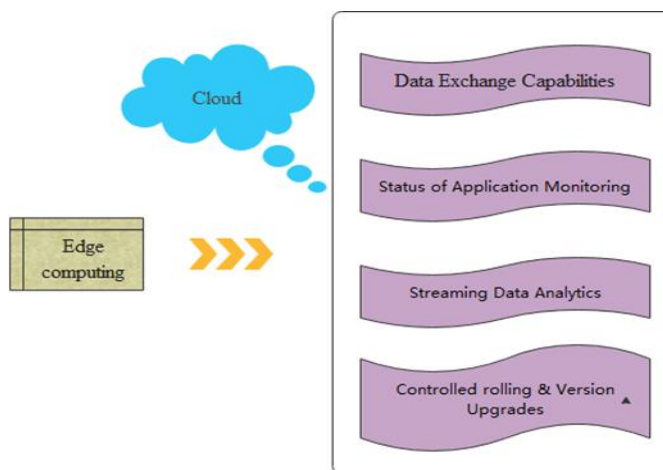 Cloud
Edge
computing
Data Exchange Capabilities
Status of Application Monitoring
Streaming Data Analytics
Controlled rolling & Version
Upgrades